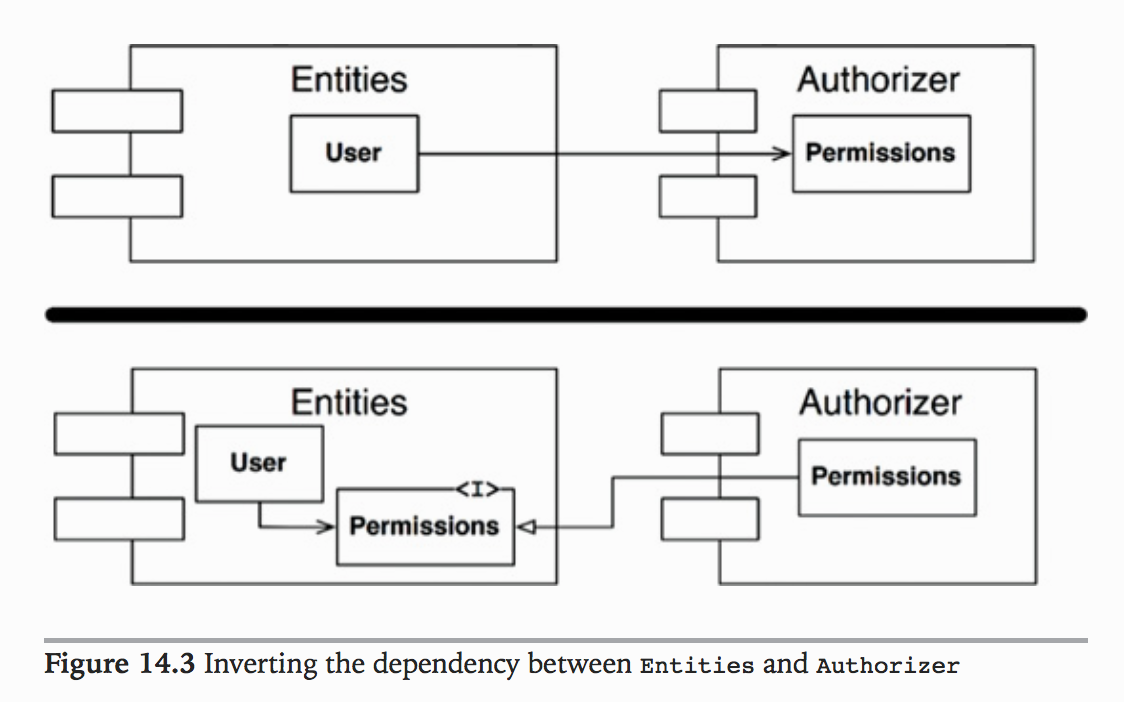 Entities
Authorizer
User
Permissions
Entities
Authorizer
User
<I>
Permissions
Permissions
Figure 14.3 Inverting the dependency between Entities and Authorizer